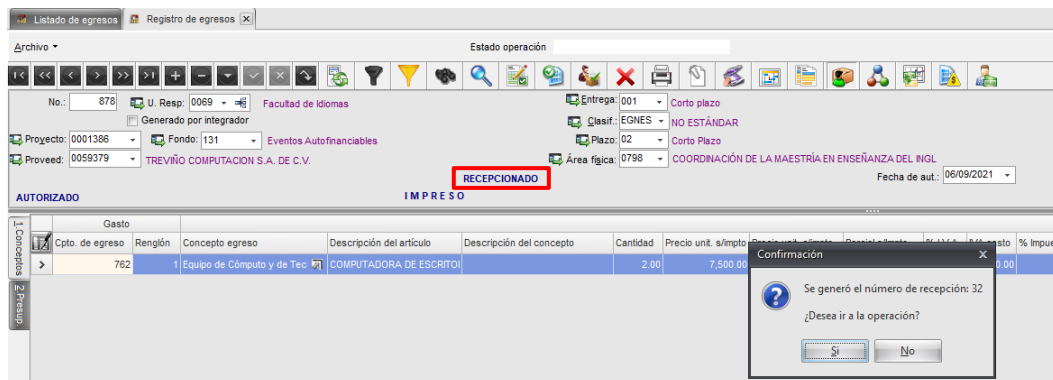 Listado de egresos Registro de egresos X
Archivo Estado operación
No.: 878 U. Resp: 0069 Facultad de Idiomas Entrega: 001 Corto plazo
Generado por integrador Clasif.: EGNES NO ESTÁNDAR
Proyecto: 0001386 Fondo: 131 Eventos Autofinanciables Plazo: 02 Corto Plazo
Proveed: 0059379 TREVIÑO COMPUTACION S.A. DE C.V. Área física: 0798 COORDINACIÓN DE LA MAESTRÍA EN ENSEÑANZA DEL INGL
RECEPCIONADO Fecha de aut.: 06/09/2021
AUTORIZADO IMPRESO
1.Conceptos
2.Presup.
Gasto
Cpto. de egreso Renglón Concepto egreso Descripción del artículo Descripción del concepto Cantidad Precio unit. s/impto % Impue
762 1 Equipo de Cómputo y de Tec COMPUTADORA DE ESCRITOI 2.00 7,500.00
Confirmación X
Se generó el número de recepción: 32
¿Desea ir a la operación?
Si No